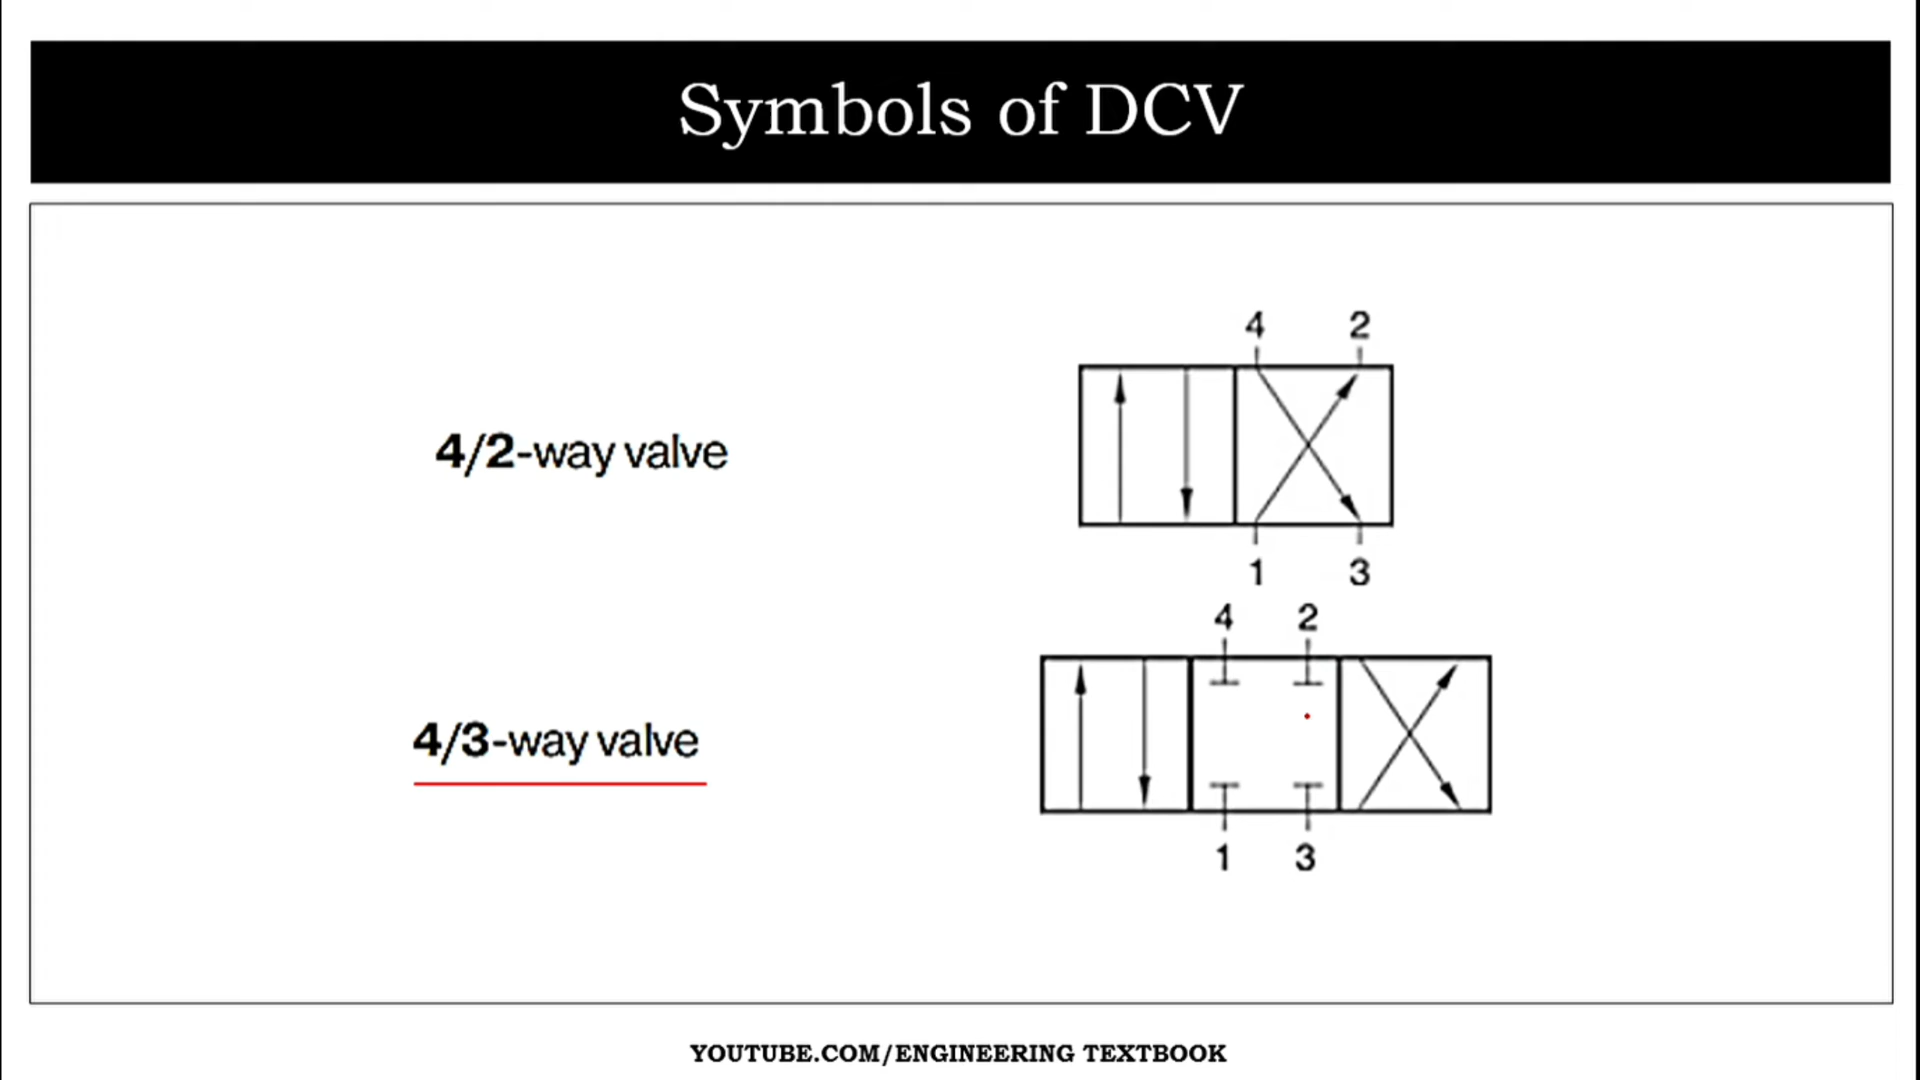 Symbols of DCV
4 2
4/2-way valve
1 3
4 2
4/3-way valve
1 3
YOUTUBE.COM/ENGINEERING TEXTBOOK